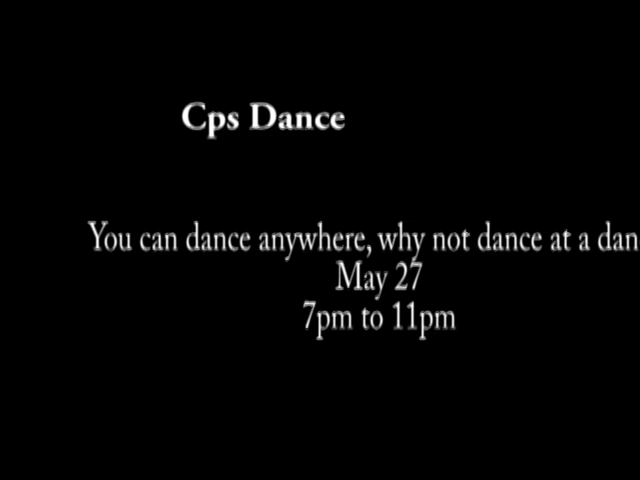 Cps Dance
You can dance anywhere, why not dance at a dan
May 27
7pm to 11pm